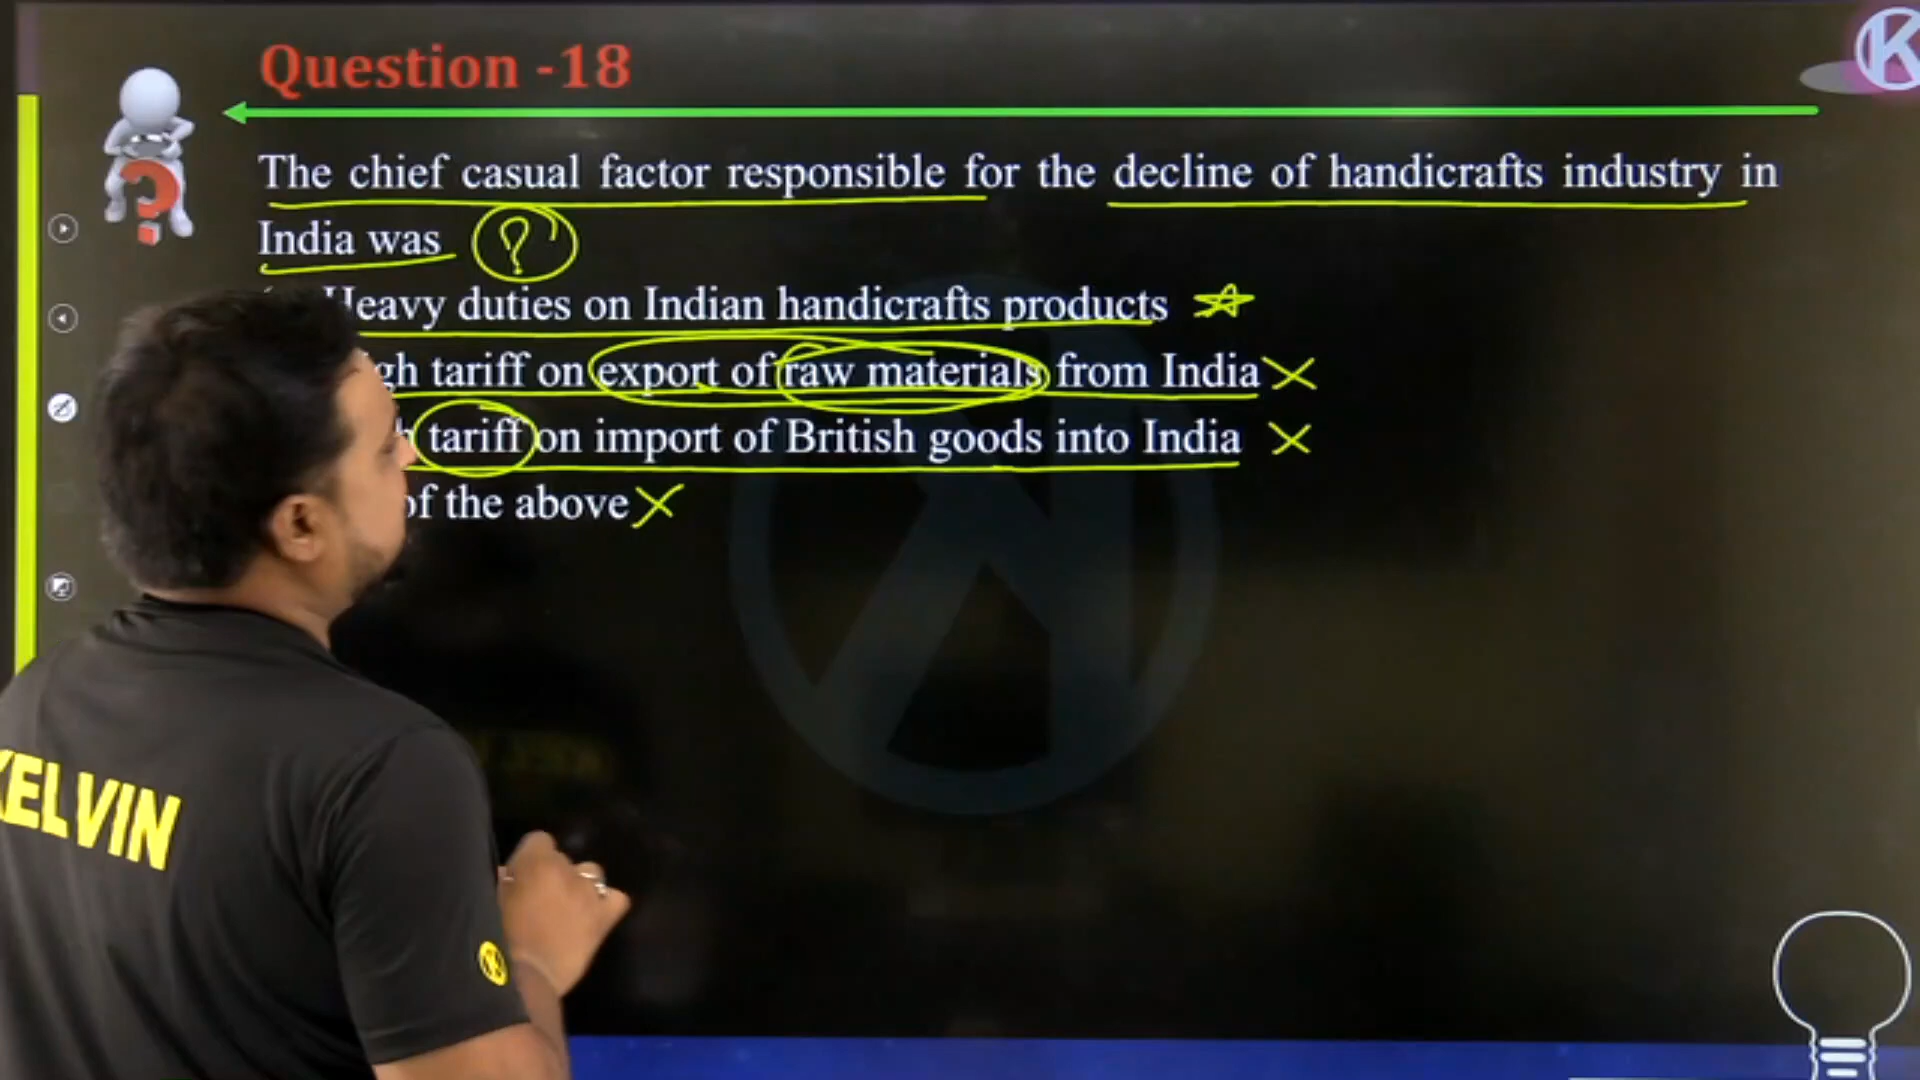 Question -18
The chief casual factor responsible for the decline of handicrafts industry in
India was ?
Heavy duties on Indian handicrafts products
tariff on export of raw materials from India
tariff on import of British goods into India
of the above
KELVIN